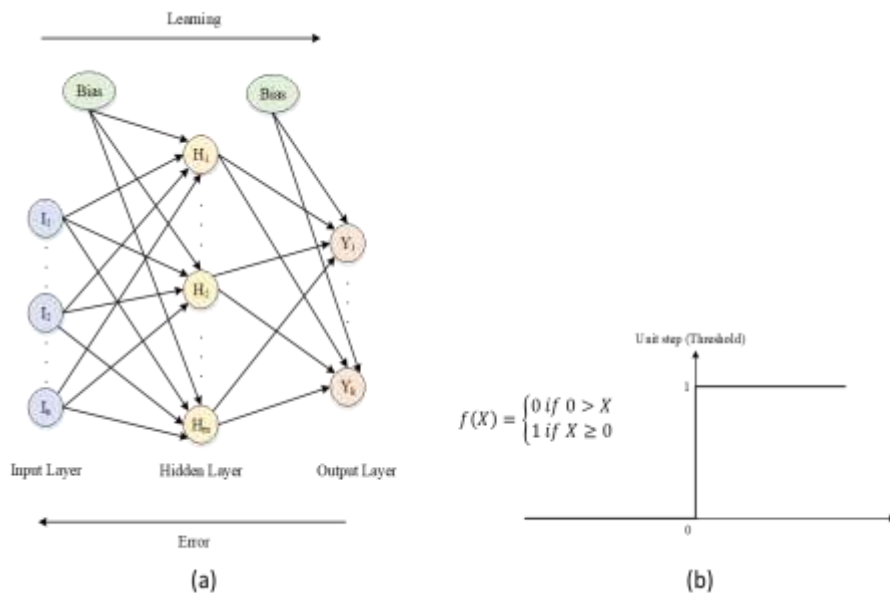 Learning
Bias
Bias
H₁
I₁
Y₁
H₂
I₂
Unit step (Threshold)
1
Yₖ
f(X) = {0 if 0 > X
1 if X ≥ 0
Iₙ
Hₘ
Input Layer
Hidden Layer
Output Layer
0
Error
(a)
(b)